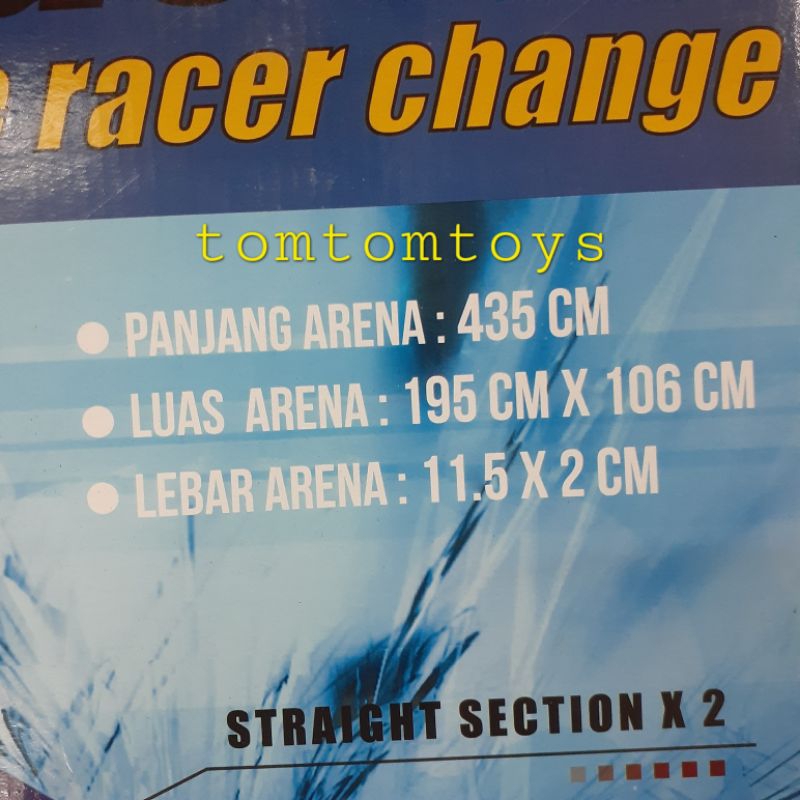 racer change
tomtomtoys
PANJANG ARENA : 435 CM
LUAS ARENA : 195 CM X 106 CM
LEBAR ARENA : 11.5 X 2 CM
STRAIGHT SECTION X 2